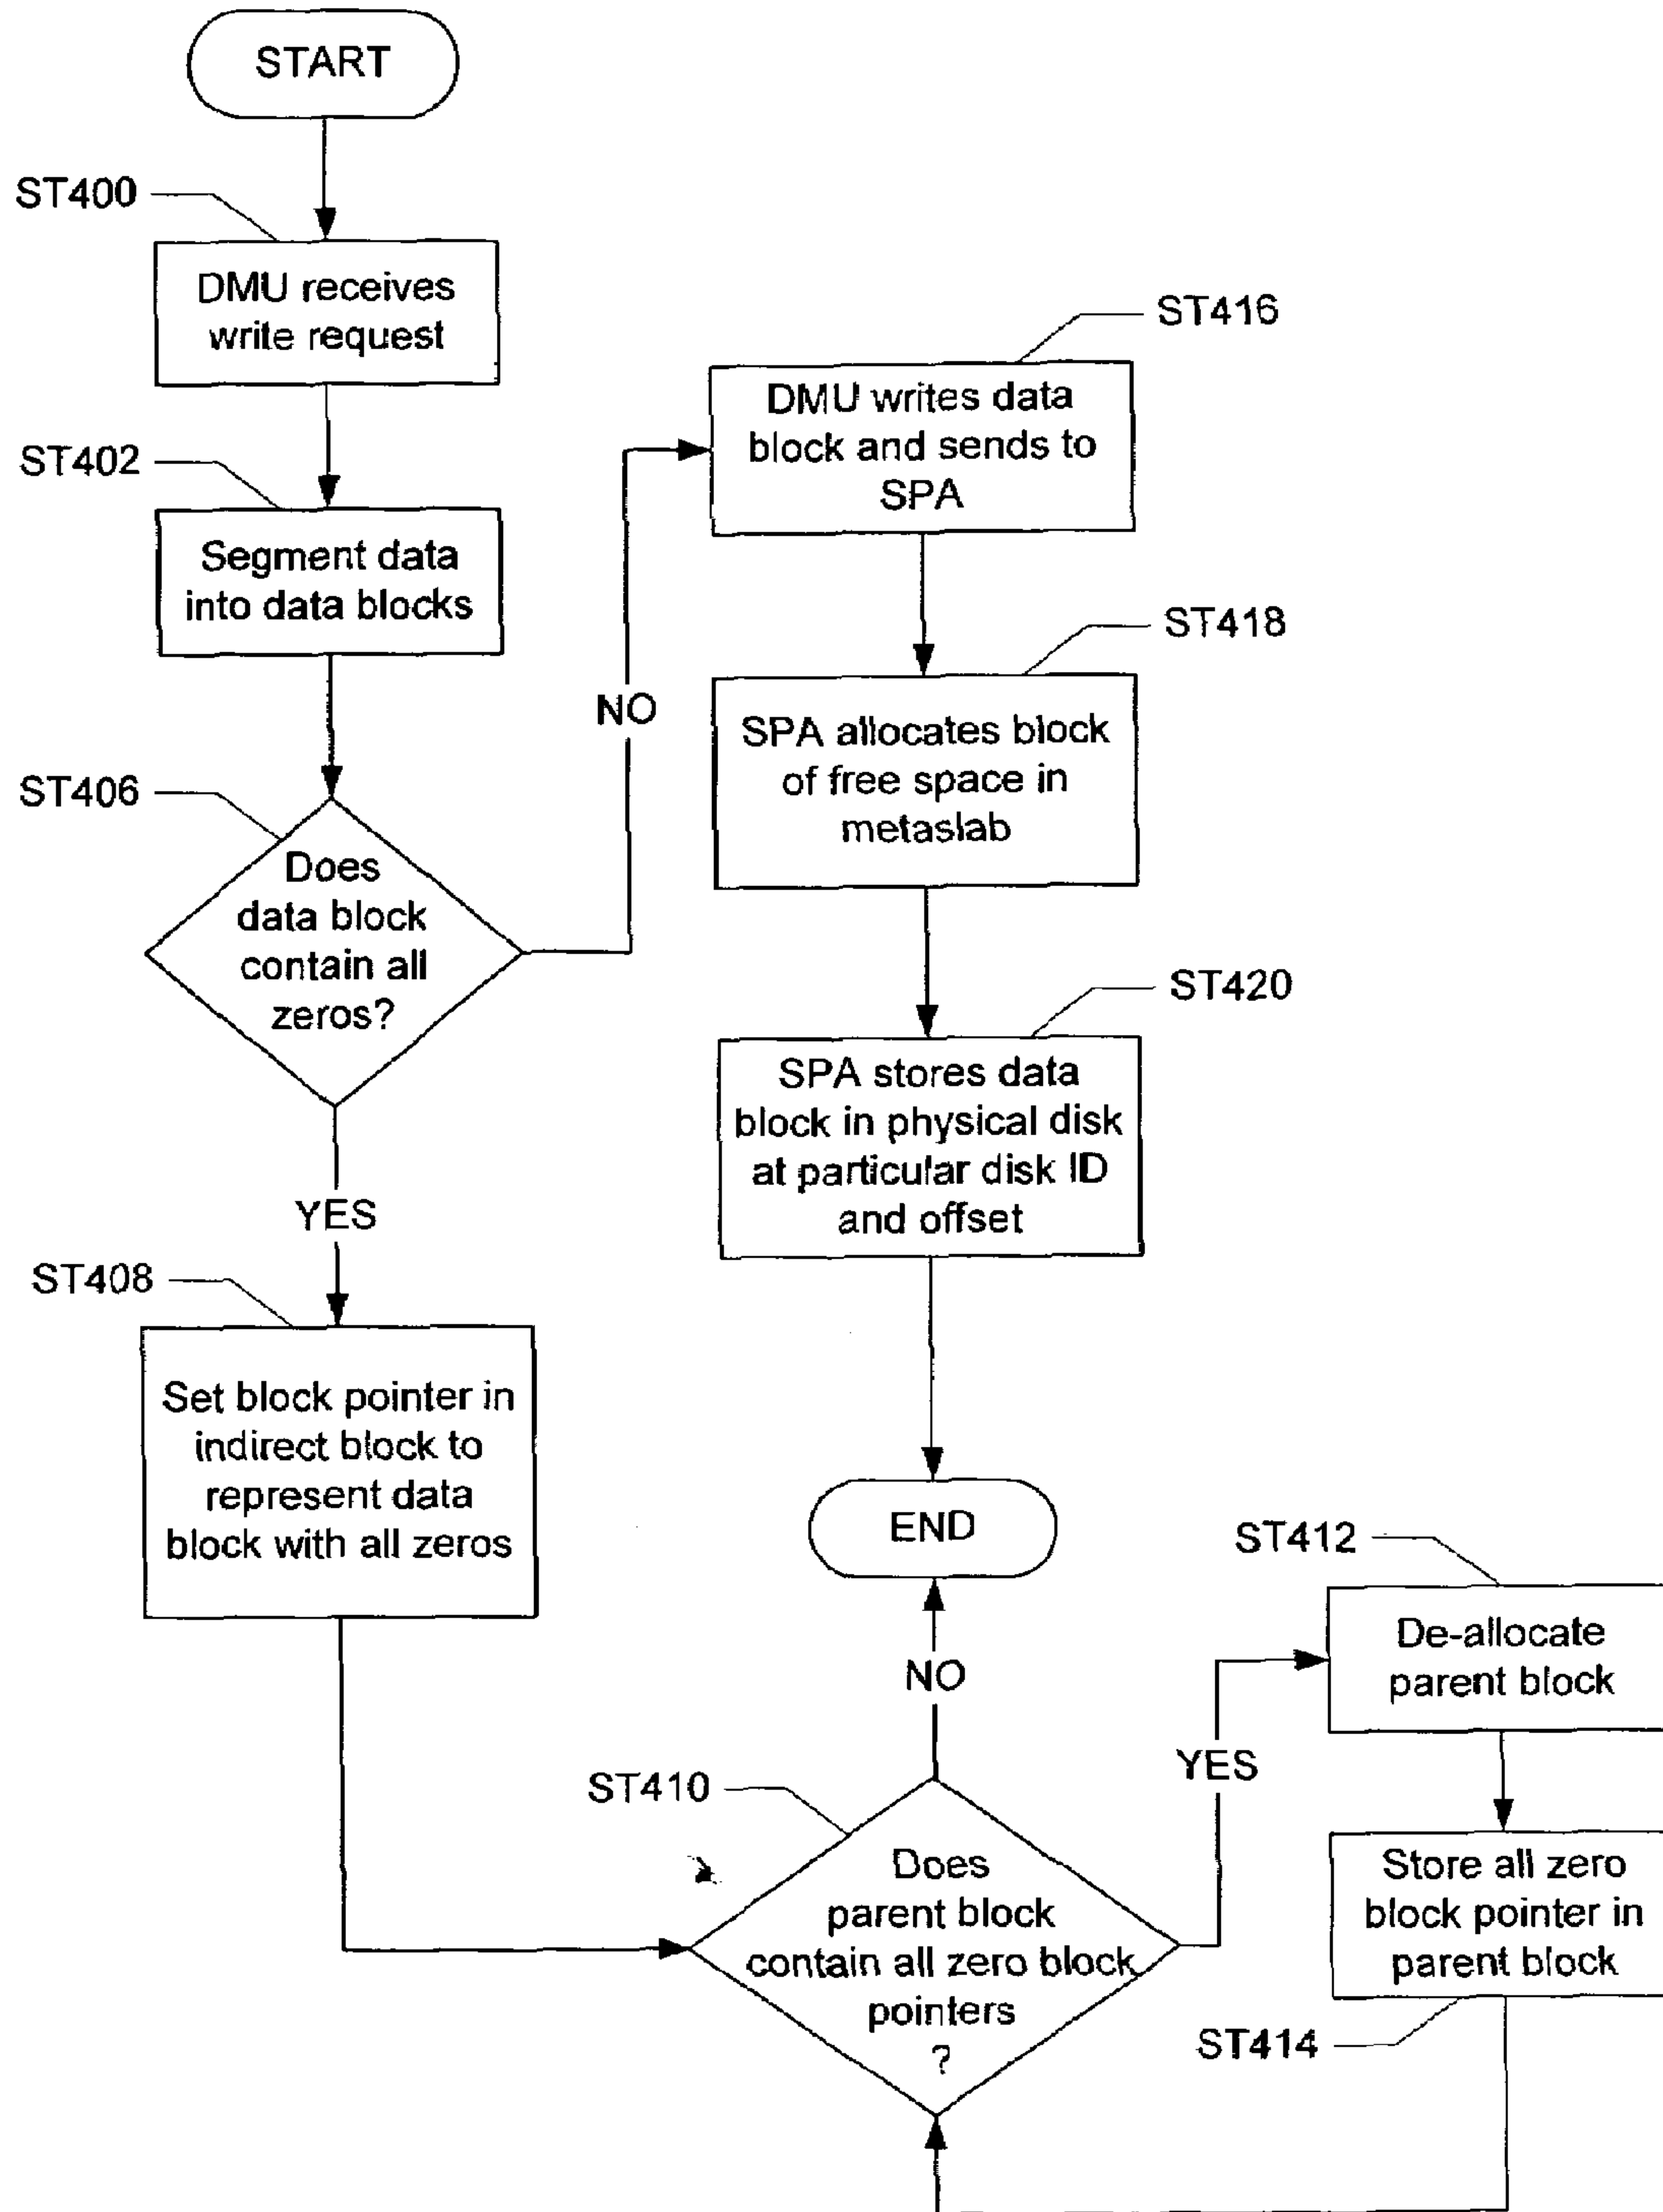 START
ST400
DMU receives
write request
ST402
Segment data
into data blocks
ST406
Does
data block
contain all
zeros?
NO
YES
ST408
Set block pointer in
indirect block to
represent data
block with all zeros
ST416
DMU writes data
block and sends to
SPA
ST418
SPA allocates block
of free space in
metaslab
ST420
SPA stores data
block in physical disk
at particular disk ID
and offset
END
NO
ST410
Does
parent block
contain all zero block
pointers
?
YES
ST412
De-allocate
parent block
Store all zero
block pointer in
parent block
ST414